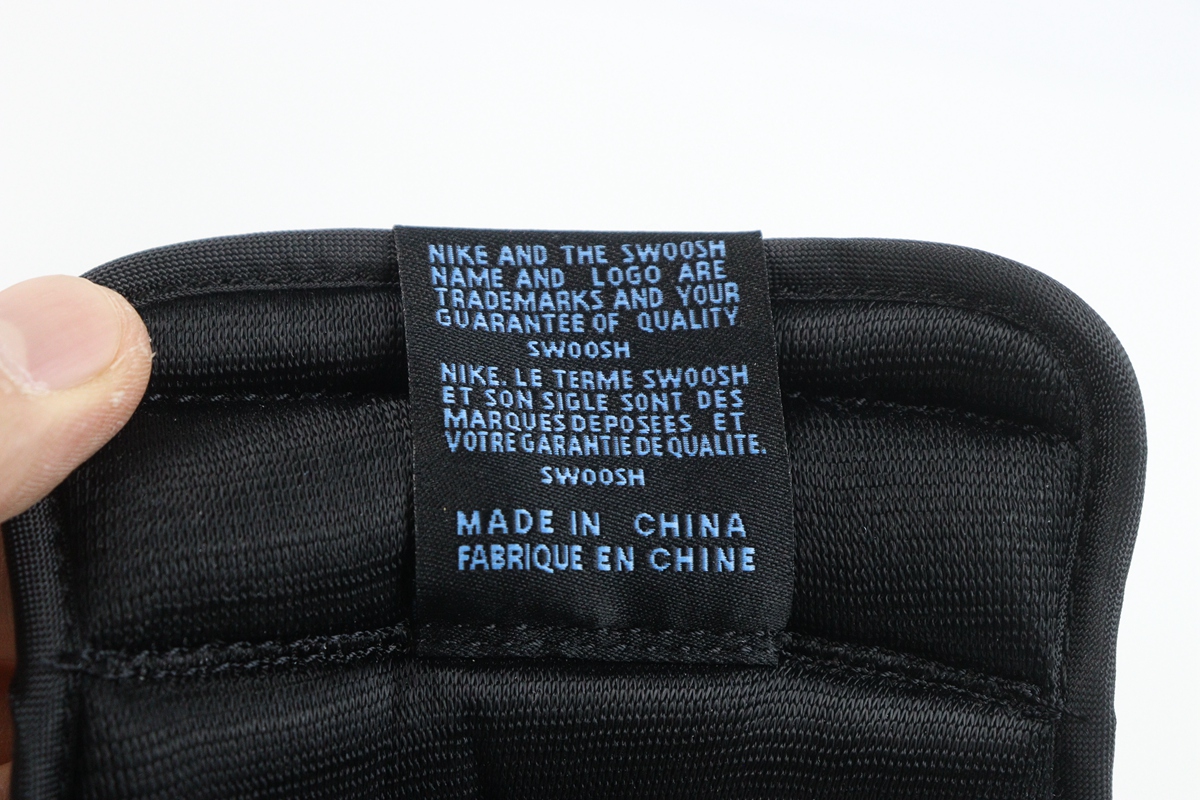 NIKE AND THE SWOOSH
NAME AND LOGO ARE
TRADEMARKS AND YOUR
GUARANTEE OF QUALITY
SWOOSH
NIKE. LE TERME SWOOSH
ET SON SIGLE SONT DES
MARQUES DEPOSEES ET
VOTRE GARANTIE DE QUALITE.
SWOOSH
MADE IN CHINA
FABRIQUE EN CHINE